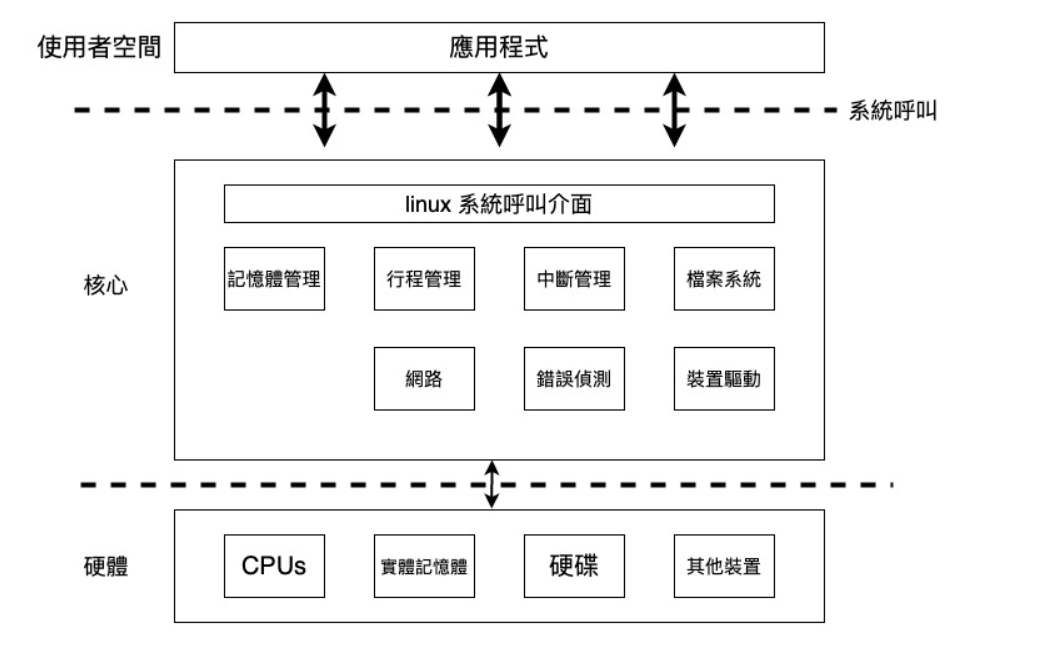 使用者空間
應用程式
系統呼叫
linux 系統呼叫介面
核心
記憶體管理
行程管理
中斷管理
檔案系統
網路
錯誤偵測
裝置驅動
硬體
CPUs
實體記憶體
硬碟
其他裝置